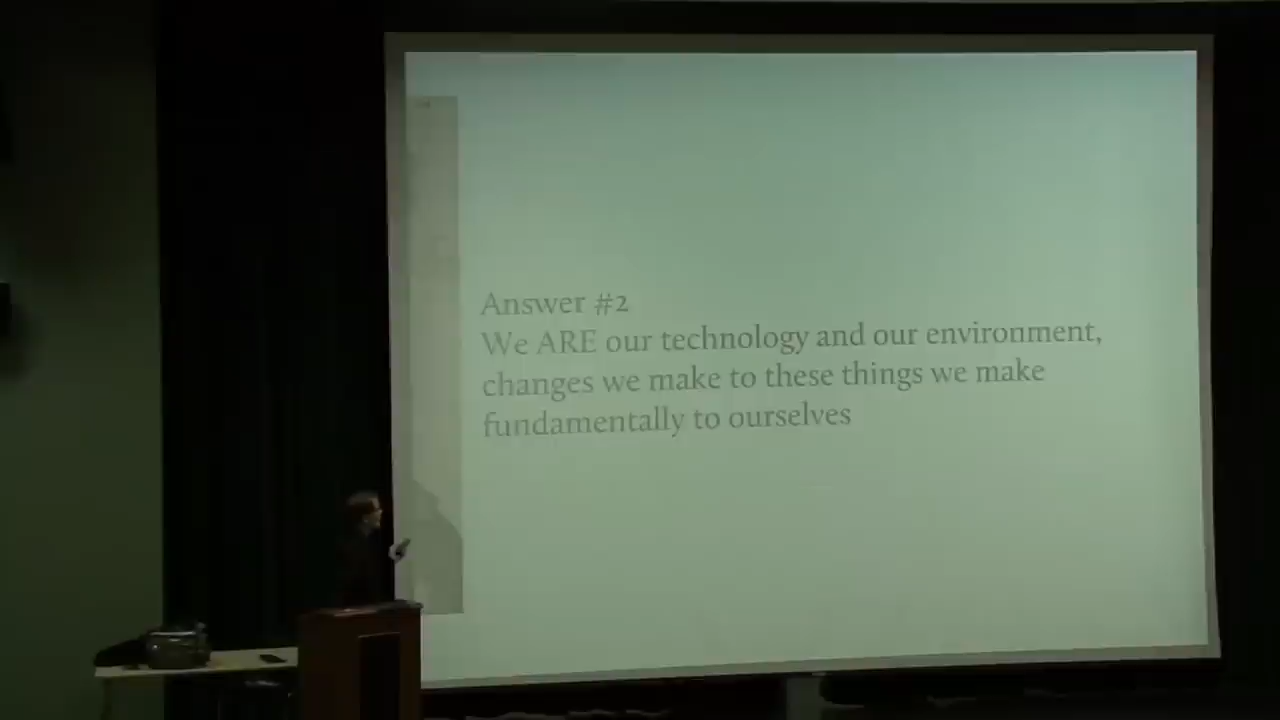 Answer #2
We ARE our technology and our environment,
changes we make to these things we make
fundamentally to ourselves